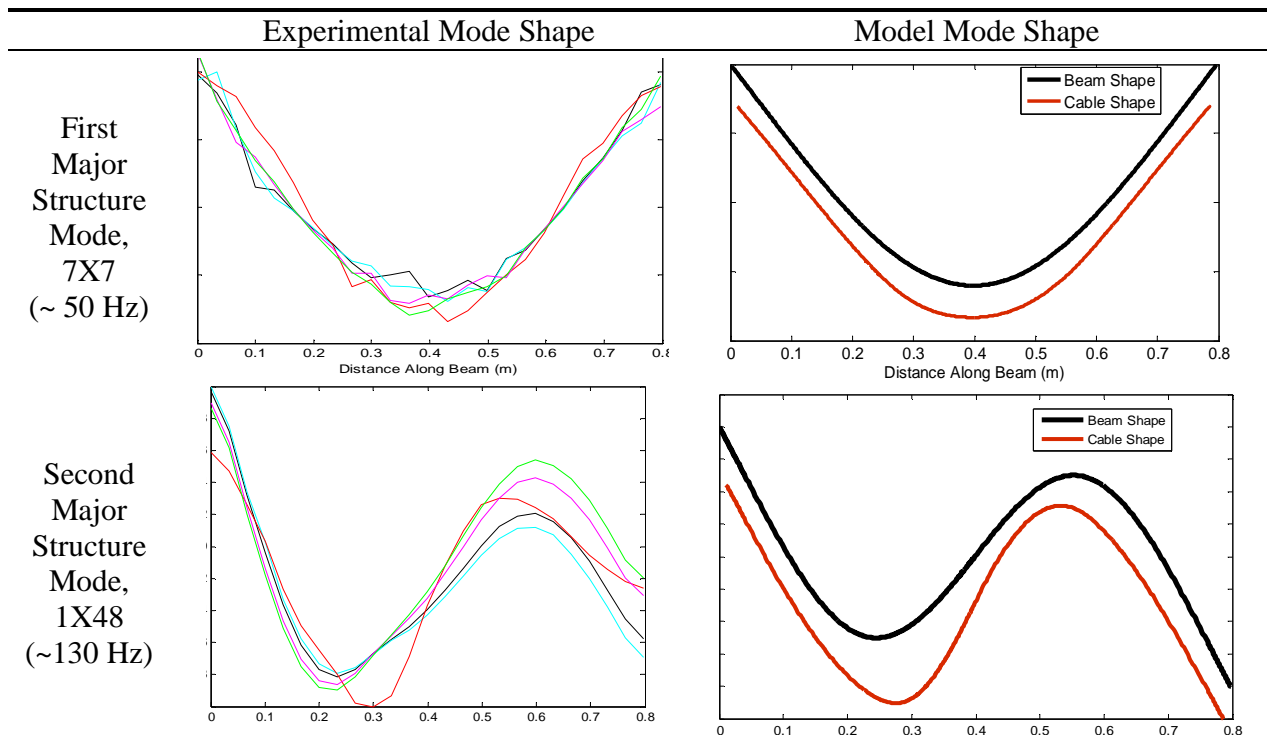 Experimental Mode Shape
Model Mode Shape
First
Major
Structure
Mode,
7X7
(~ 50 Hz)
0 0.1 0.2 0.3 0.4 0.5 0.6 0.7 0.8
Distance Along Beam (m)
Beam Shape
Cable Shape
0 0.1 0.2 0.3 0.4 0.5 0.6 0.7 0.8
Distance Along Beam (m)
Second
Major
Structure
Mode,
1X48
(~130 Hz)
0 0.1 0.2 0.3 0.4 0.5 0.6 0.7 0.8
Beam Shape
Cable Shape
0 0.1 0.2 0.3 0.4 0.5 0.6 0.7 0.8